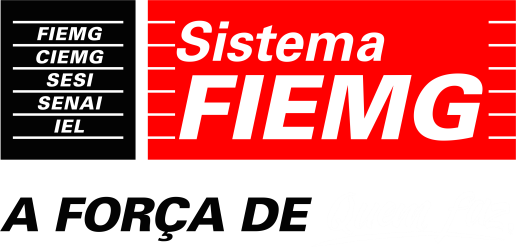 FIEMG
CIEMG
SESI
SENAI
IEL
Sistema
FIEMG
A FORÇA DE